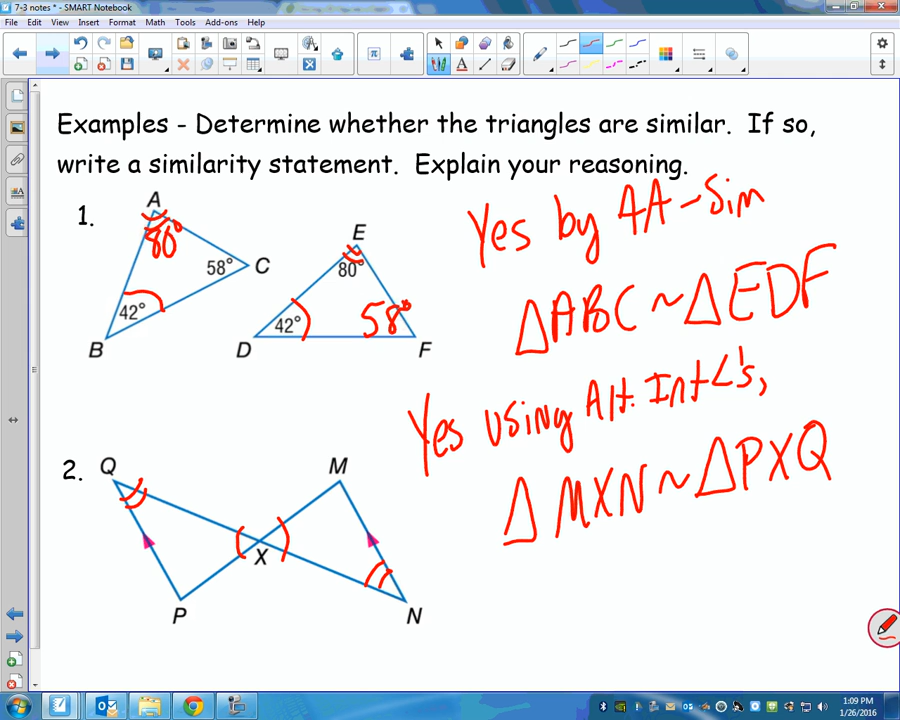 7-3 notes * - SMART Notebook
File Edit View Insert Format Math Tools Add-ons Help
Examples - Determine whether the triangles are similar. If so,
write a similarity statement. Explain your reasoning.
1.
A
80°
58°
C
42°
B
E
80°
42°
58°
D
F
Yes by AA-Sim
△ABC ~ △EDF
Yes using Alt. Int ∠'s,
△MXN ~ △PXQ
2.
Q
M
X
P
N
1:09 PM
1/26/2016